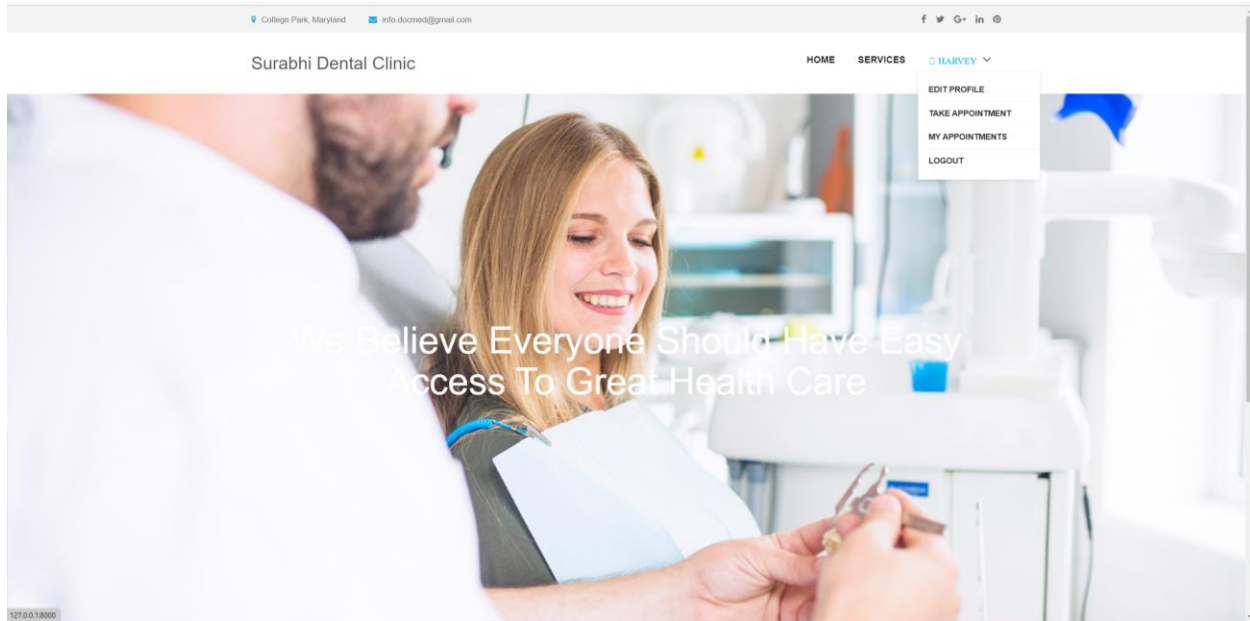 College Park, Maryland info.docmed@gmail.com
Surabhi Dental Clinic HOME SERVICES HARVEY
EDIT PROFILE
TAKE APPOINTMENT
MY APPOINTMENTS
LOGOUT
We Believe Everyone Should Have Easy
Access To Great Health Care
127.0.0.1:8000